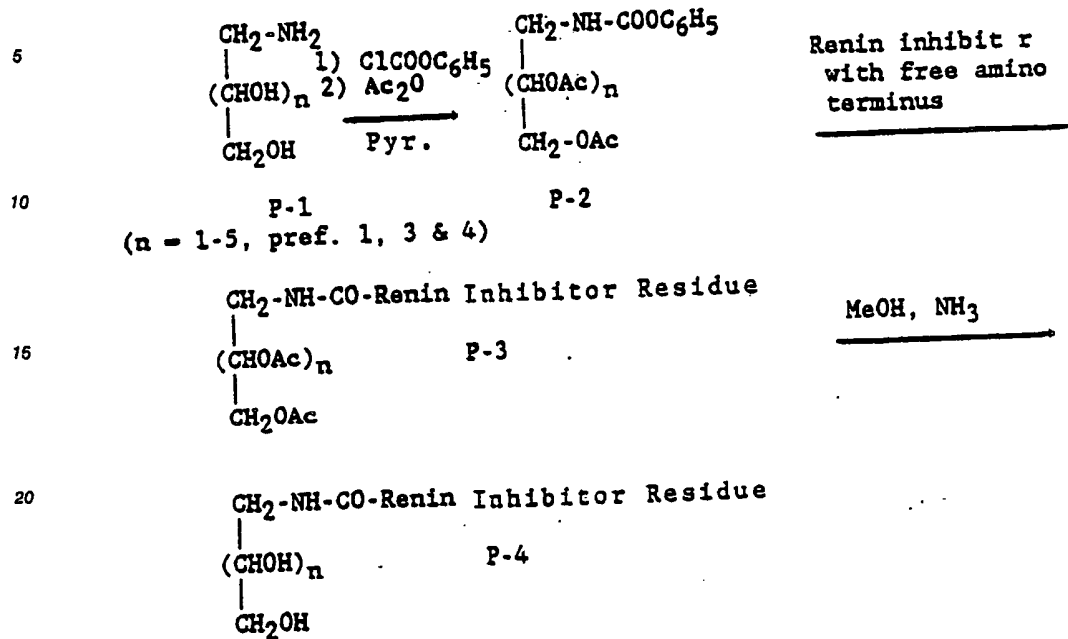 5
CH2-NH2
(CHOH)n
CH2OH
1) ClCOOC6H5
2) Ac2O
Pyr.
CH2-NH-COOC6H5
(CHOAc)n
CH2-OAc
Renin inhibit r
with free amino
terminus
10
P-1
P-2
(n = 1-5, pref. 1, 3 & 4)
CH2-NH-CO-Renin Inhibitor Residue
MeOH, NH3
15
(CHOAc)n
P-3
CH2OAc
20
CH2-NH-CO-Renin Inhibitor Residue
(CHOH)n
P-4
CH2OH